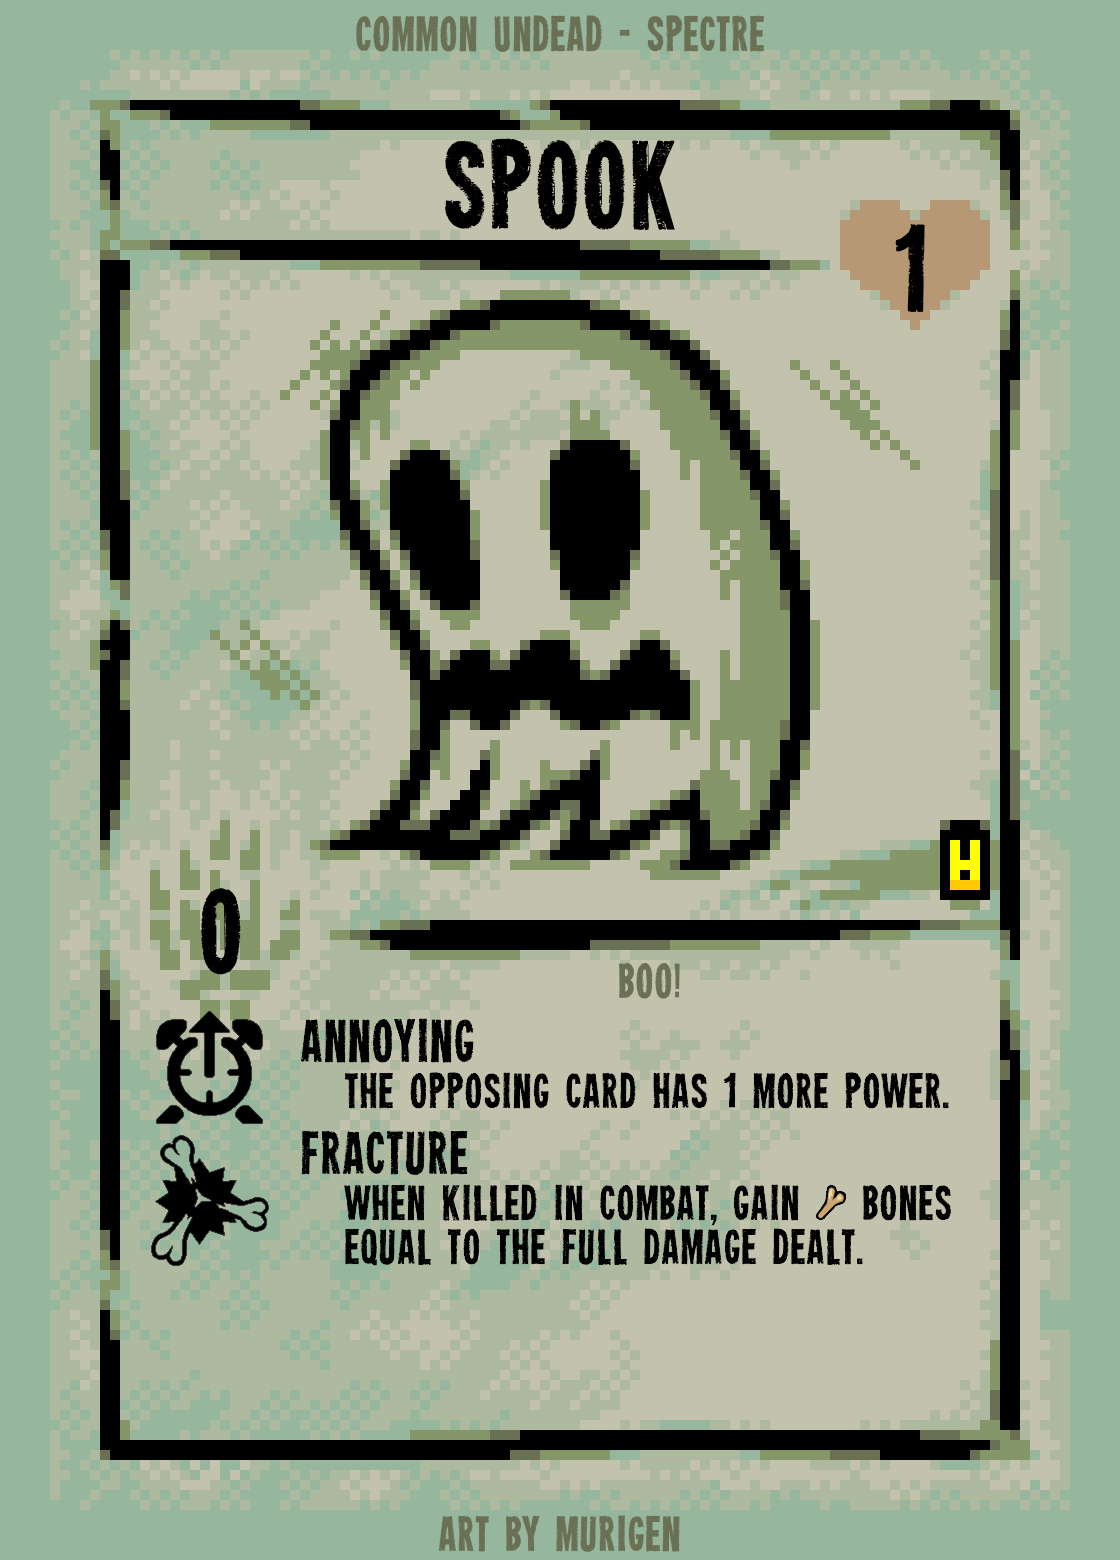 COMMON UNDEAD - SPECTRE
SPOOK
1
0
BOO!
ANNOYING
THE OPPOSING CARD HAS 1 MORE POWER.
FRACTURE
WHEN KILLED IN COMBAT, GAIN BONES
EQUAL TO THE FULL DAMAGE DEALT.
ART BY MURIGEN